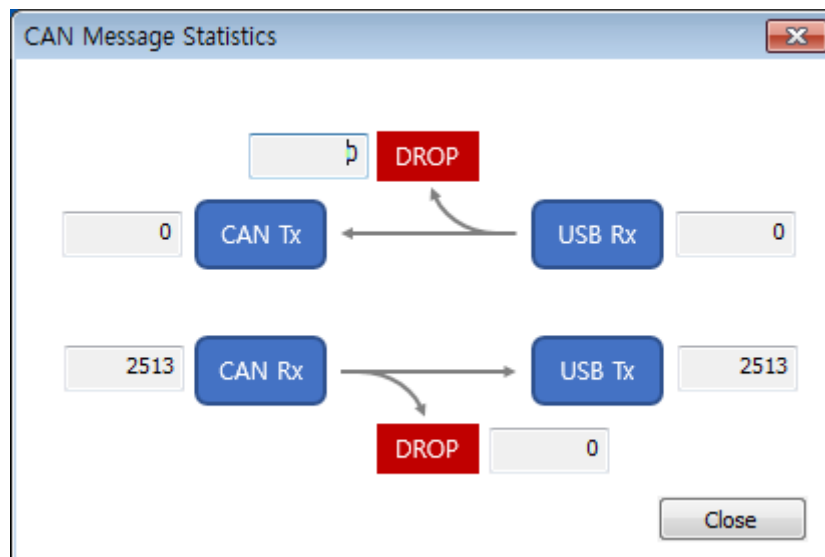 CAN Message Statistics
0 DROP
0 CAN Tx USB Rx 0
2513 CAN Rx USB Tx 2513
DROP 0
Close